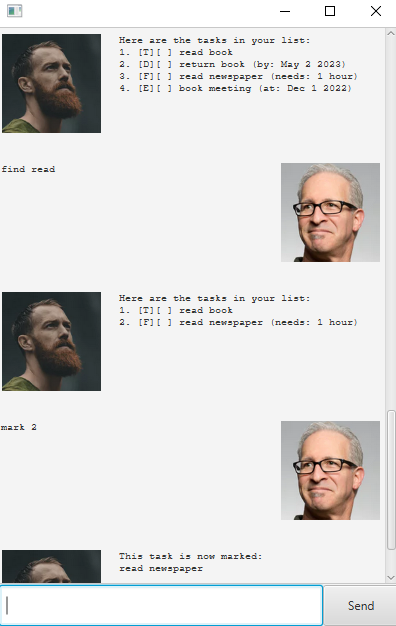 Here are the tasks in your list:
1. [T][ ] read book
2. [D][ ] return book (by: May 2 2023)
3. [F][ ] read newspaper (needs: 1 hour)
4. [E][ ] book meeting (at: Dec 1 2022)
find read
Here are the tasks in your list:
1. [T][ ] read book
2. [F][ ] read newspaper (needs: 1 hour)
mark 2
This task is now marked:
read newspaper
Send